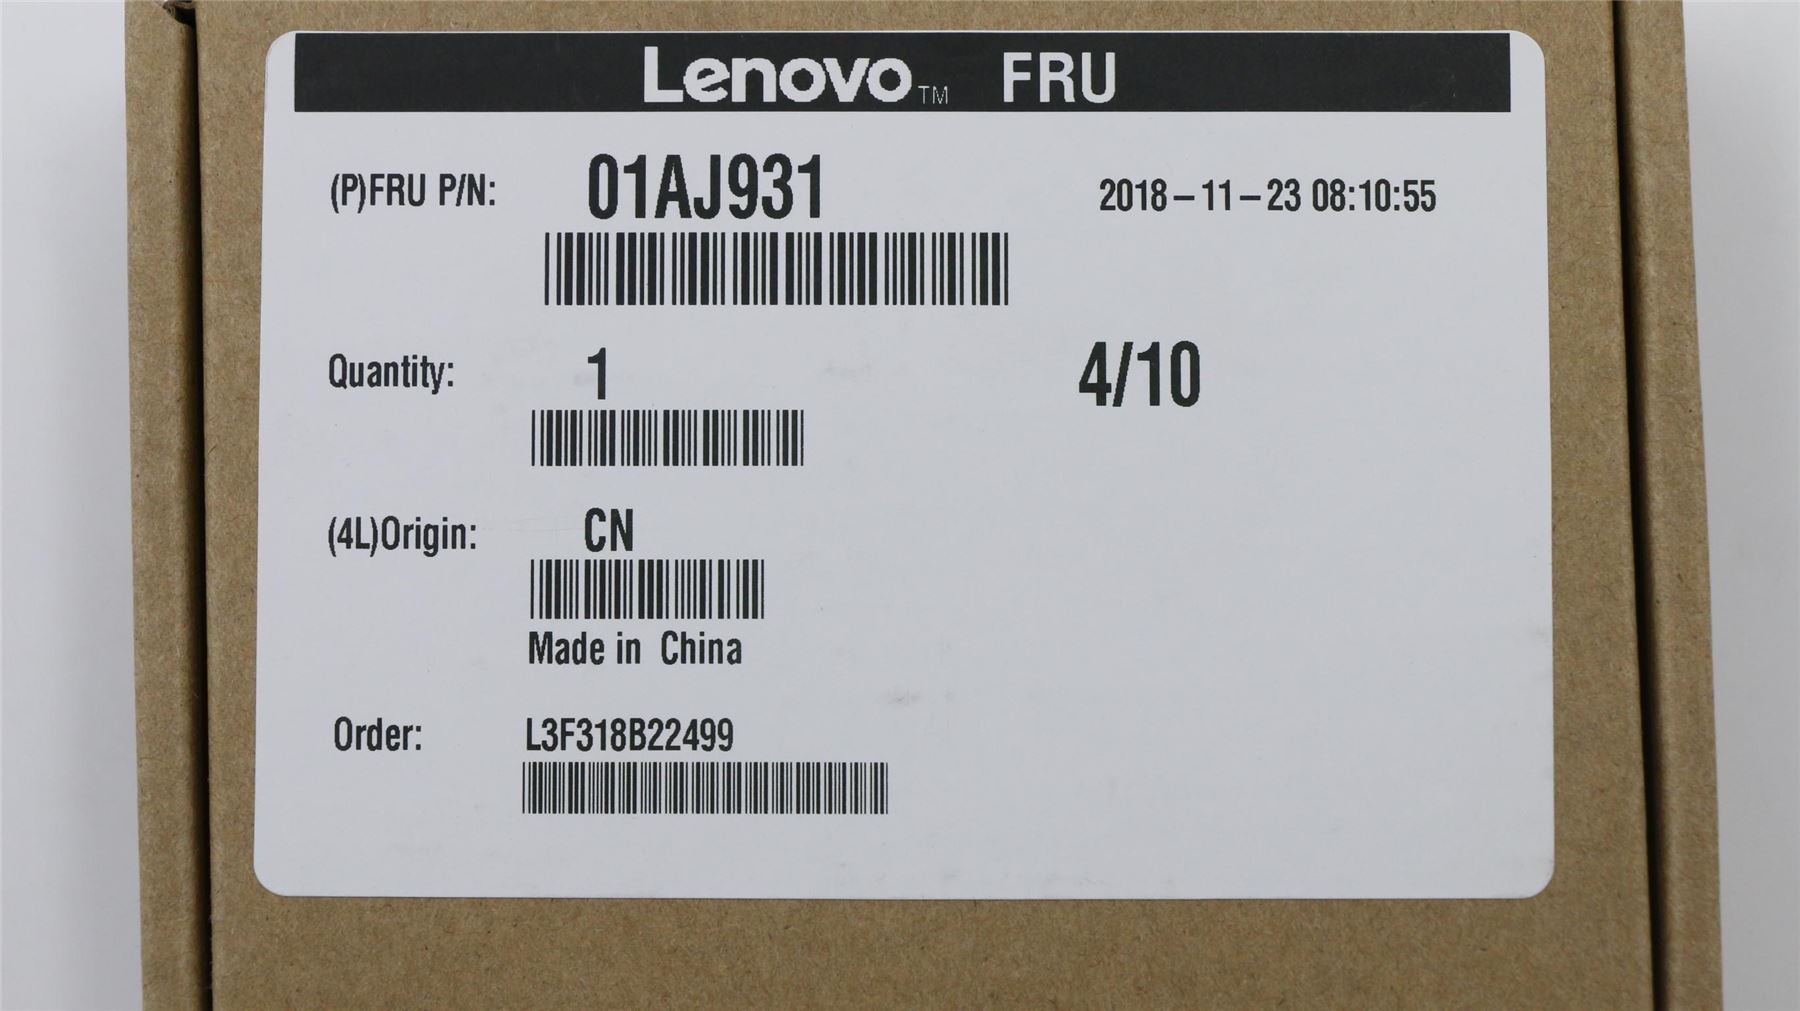 Lenovo™ FRU
(P)FRU P/N: 01AJ931 2018-11-23 08:10:55
Quantity: 1 4/10
(4L)Origin: CN
Made in China
Order: L3F318B22499